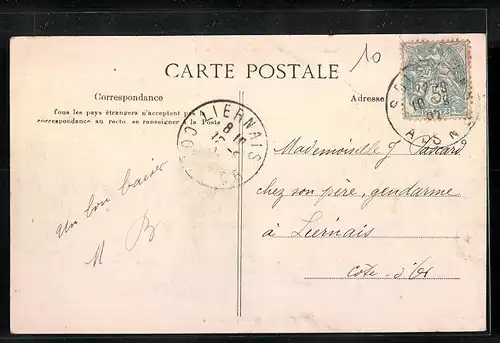 10
CARTE POSTALE
Correspondance
Tous les pays étrangers n'acceptent pas
correspondance au recto, se renseigner à la Poste
Adresse
LIERNAIS
8
Un bon baiser
M B
Mademoiselle J
chez son père, gendarme
à Liernais
Côte-d'Or